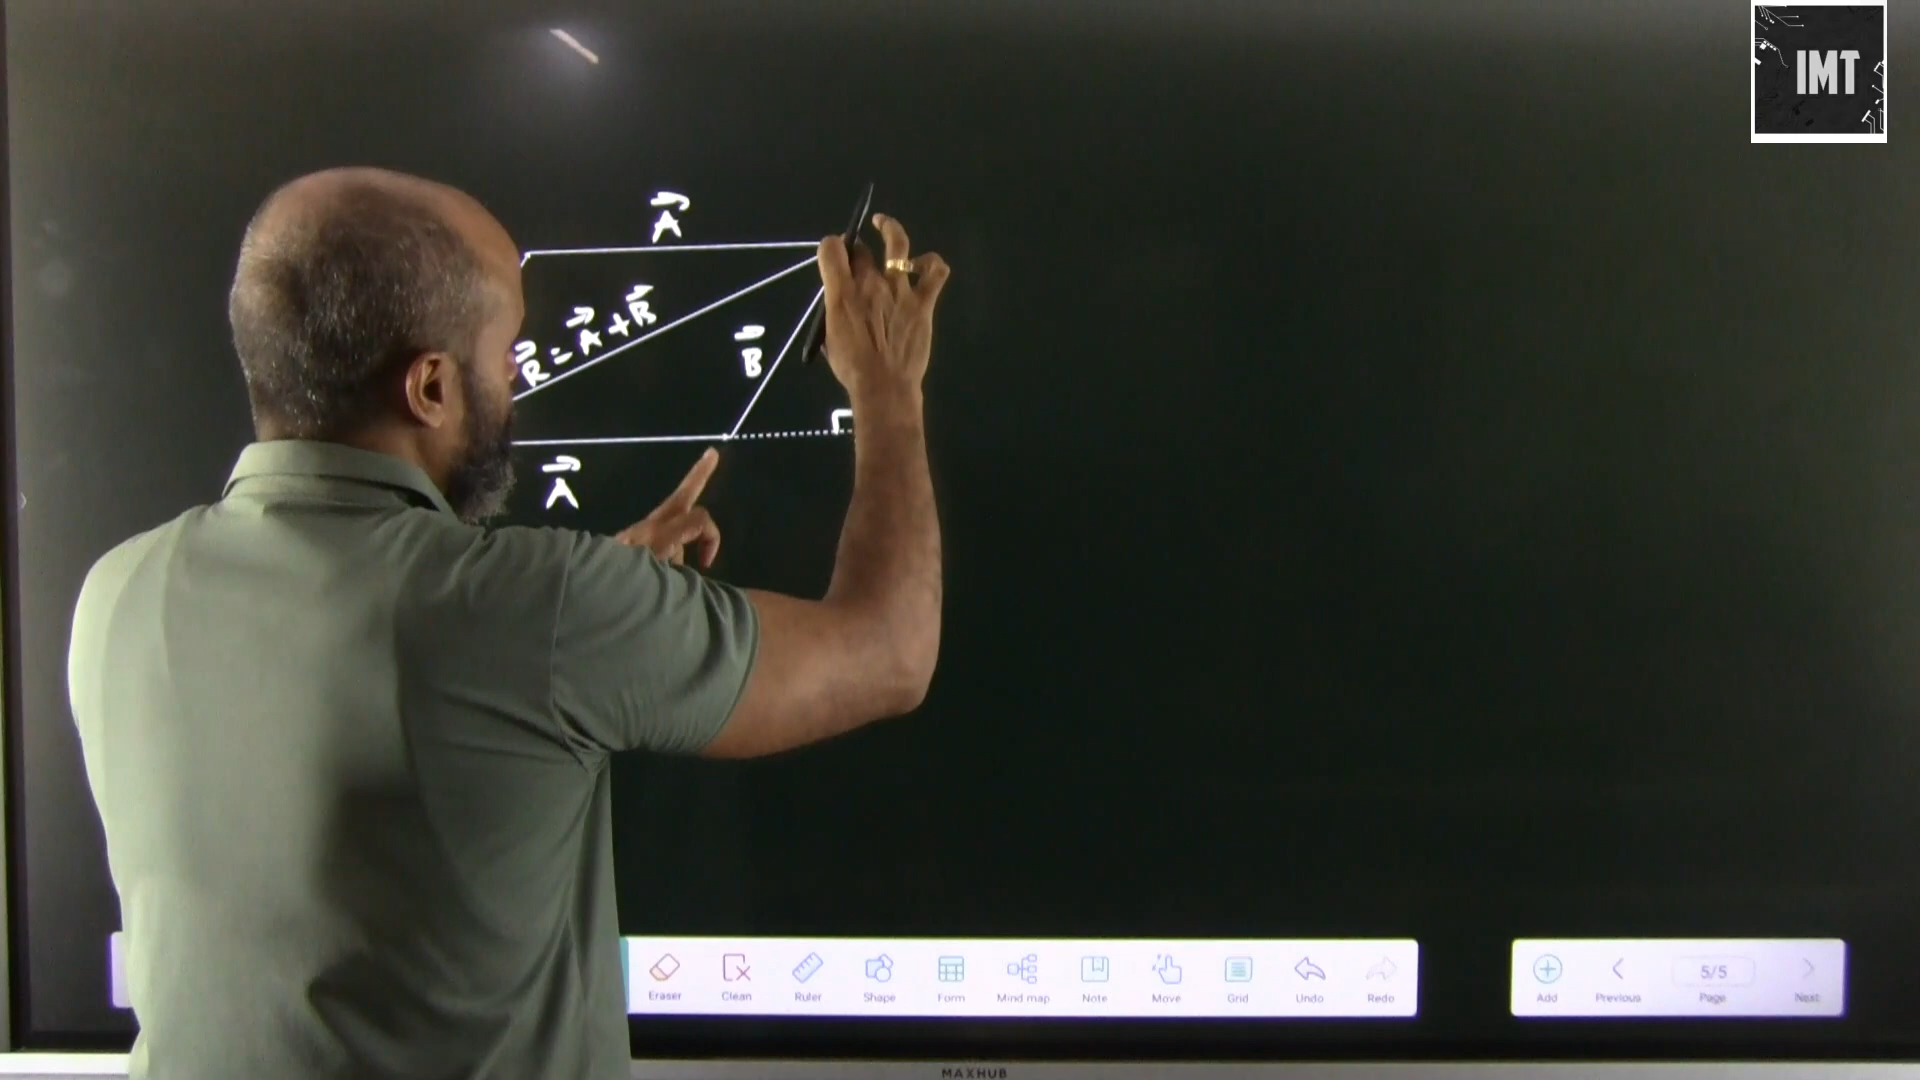 IMT
A⃗
R⃗ = A⃗ + B⃗
B⃗
A⃗
Eraser Clean Ruler Shape Form Mind map Note Move Grid Undo Redo
Add Previous 5/5 Page Next
MAXHUB